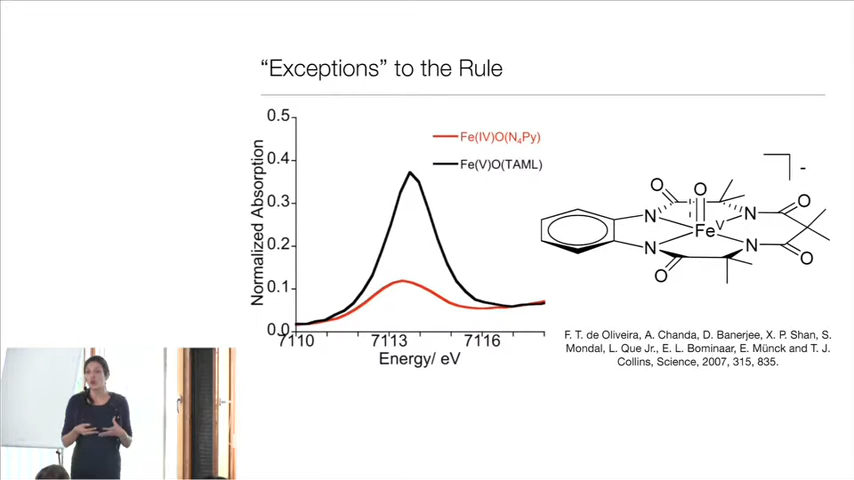 “Exceptions” to the Rule
0.5
0.4
0.3
0.2
0.1
0.0
Normalized Absorption
7110
7113
7116
Energy/ eV
Fe(IV)O(N₄Py)
Fe(V)O(TAML)
-
O
O
O
N
N
Feⱽ
N
N
O
O
F. T. de Oliveira, A. Chanda, D. Banerjee, X. P. Shan, S.
Mondal, L. Que Jr., E. L. Bominaar, E. Münck and T. J.
Collins, Science, 2007, 315, 835.